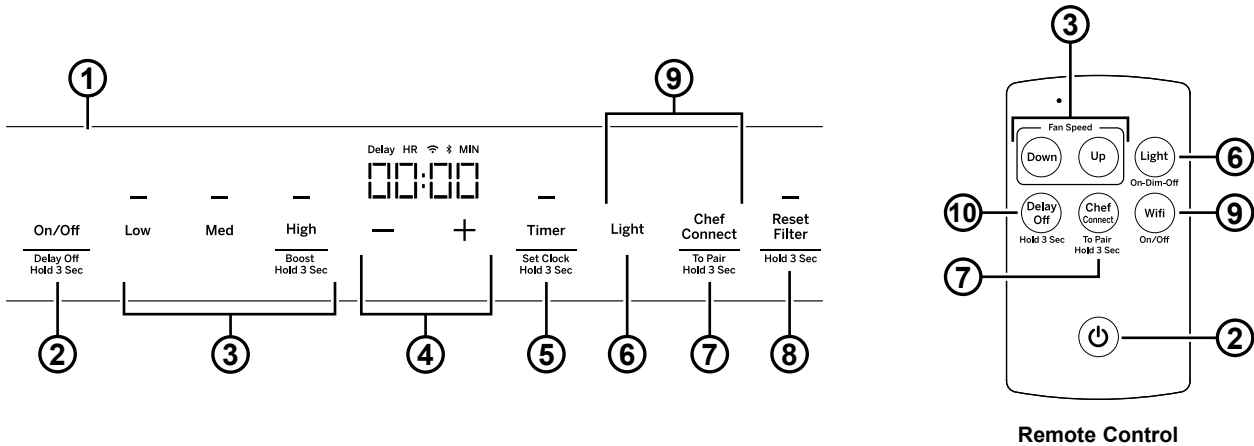 1
9
Delay HR MIN
00:00
On/Off
Delay Off
Hold 3 Sec
Low
Med
High
Boost
Hold 3 Sec
— +
Timer
Set Clock
Hold 3 Sec
Light
Chef
Connect
To Pair
Hold 3 Sec
Reset
Filter
Hold 3 Sec
2
3
4
5
6
7
8
3
Fan Speed
Down
Up
Light
On-Dim-Off
6
10
Delay
Off
Hold 3 Sec
Chef
Connect
To Pair
Hold 3 Sec
Wifi
On/Off
9
7
2
Remote Control